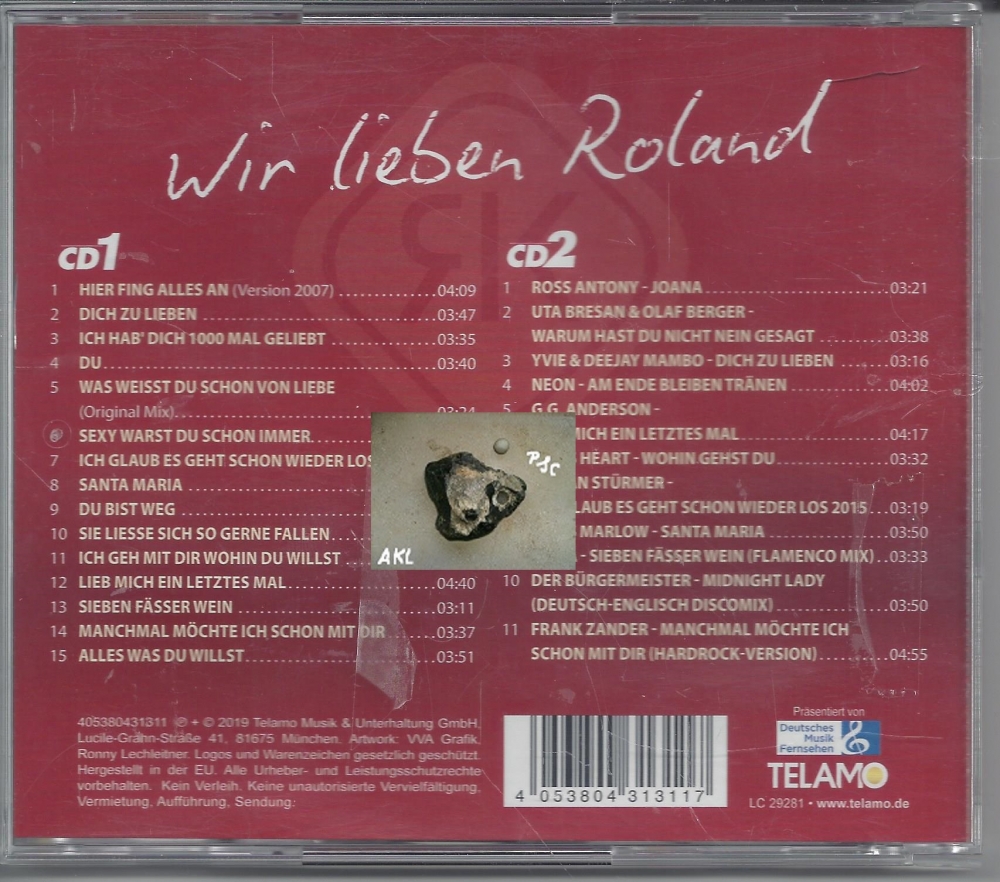 Wir lieben Roland
CD1
1 HIER FING ALLES AN (Version 2007) 04:09
2 DICH ZU LIEBEN 03:47
3 ICH HAB' DICH 1000 MAL GELIEBT 03:35
4 DU 03:40
5 WAS WEISST DU SCHON VON LIEBE
(Original Mix)
6 SEXY WARST DU SCHON IMMER
7 ICH GLAUB ES GEHT SCHON WIEDER LOS
8 SANTA MARIA
9 DU BIST WEG
10 SIE LIESSE SICH SO GERNE FALLEN
11 ICH GEH MIT DIR WOHIN DU WILLST
12 LIEB MICH EIN LETZTES MAL 04:40
13 SIEBEN FÄSSER WEIN 03:11
14 MANCHMAL MÖCHTE ICH SCHON MIT DIR 03:37
15 ALLES WAS DU WILLST 03:51
CD2
1 ROSS ANTONY - JOANA 03:21
2 UTA BRESAN & OLAF BERGER -
WARUM HAST DU NICHT NEIN GESAGT 03:38
3 YVIE & DEEJAY MAMBO - DICH ZU LIEBEN 03:16
4 NEON - AM ENDE BLEIBEN TRÄNEN 04:02
5 G.G. ANDERSON -
MICH EIN LETZTES MAL 04:17
HEART - WOHIN GEHST DU 03:32
STÜRMER -
GLAUB ES GEHT SCHON WIEDER LOS 2015 03:19
MARLOW - SANTA MARIA 03:50
- SIEBEN FÄSSER WEIN (FLAMENCO MIX) 03:33
10 DER BÜRGERMEISTER - MIDNIGHT LADY
(DEUTSCH-ENGLISCH DISCOMIX) 03:50
11 FRANK ZANDER - MANCHMAL MÖCHTE ICH
SCHON MIT DIR (HARDROCK-VERSION) 04:55
PSC
AKL
405380431311 ℗ + © 2019 Telamo Musik & Unterhaltung GmbH,
Lucile-Grahn-Straße 41, 81675 München. Artwork: VVA Grafik,
Ronny Lechleitner. Logos und Warenzeichen gesetzlich geschützt.
Hergestellt in der EU. Alle Urheber- und Leistungsschutzrechte
vorbehalten. Kein Verleih. Keine unautorisierte Vervielfältigung,
Vermietung, Aufführung, Sendung.
4 053804 313117
Präsentiert von
Deutsches
Musik
Fernsehen
TELAMO
LC 29281 • www.telamo.de